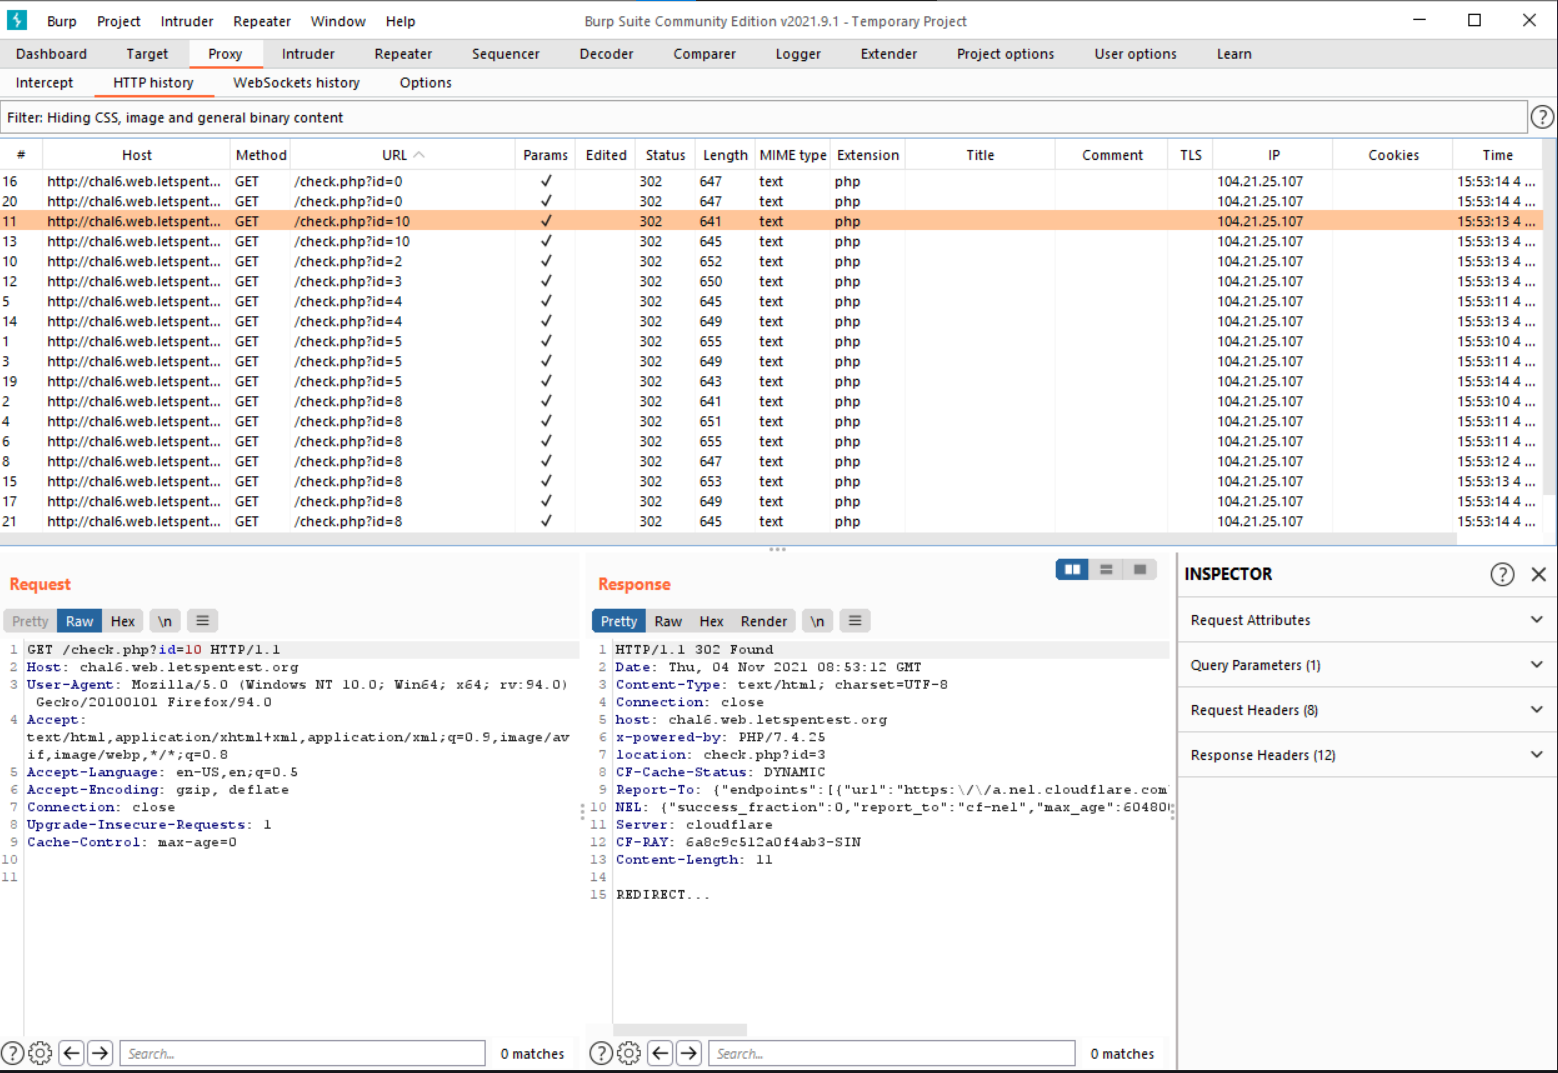 Burp Project Intruder Repeater Window Help Burp Suite Community Edition v2021.9.1 - Temporary Project
Dashboard Target Proxy Intruder Repeater Sequencer Decoder Comparer Logger Extender Project options User options Learn
Intercept HTTP history WebSockets history Options
Filter: Hiding CSS, image and general binary content
# Host Method URL Params Edited Status Length MIME type Extension Title Comment TLS IP Cookies Time
16 http://chal6.web.letspent... GET /check.php?id=0 ✓ 302 647 text php 104.21.25.107 15:53:14 4 ...
20 http://chal6.web.letspent... GET /check.php?id=0 ✓ 302 647 text php 104.21.25.107 15:53:14 4 ...
11 http://chal6.web.letspent... GET /check.php?id=10 ✓ 302 641 text php 104.21.25.107 15:53:13 4 ...
13 http://chal6.web.letspent... GET /check.php?id=10 ✓ 302 645 text php 104.21.25.107 15:53:13 4 ...
10 http://chal6.web.letspent... GET /check.php?id=2 ✓ 302 652 text php 104.21.25.107 15:53:13 4 ...
12 http://chal6.web.letspent... GET /check.php?id=3 ✓ 302 650 text php 104.21.25.107 15:53:13 4 ...
5 http://chal6.web.letspent... GET /check.php?id=4 ✓ 302 645 text php 104.21.25.107 15:53:11 4 ...
14 http://chal6.web.letspent... GET /check.php?id=4 ✓ 302 649 text php 104.21.25.107 15:53:13 4 ...
1 http://chal6.web.letspent... GET /check.php?id=5 ✓ 302 655 text php 104.21.25.107 15:53:10 4 ...
3 http://chal6.web.letspent... GET /check.php?id=5 ✓ 302 649 text php 104.21.25.107 15:53:11 4 ...
19 http://chal6.web.letspent... GET /check.php?id=5 ✓ 302 643 text php 104.21.25.107 15:53:14 4 ...
2 http://chal6.web.letspent... GET /check.php?id=8 ✓ 302 641 text php 104.21.25.107 15:53:10 4 ...
4 http://chal6.web.letspent... GET /check.php?id=8 ✓ 302 651 text php 104.21.25.107 15:53:11 4 ...
6 http://chal6.web.letspent... GET /check.php?id=8 ✓ 302 655 text php 104.21.25.107 15:53:11 4 ...
8 http://chal6.web.letspent... GET /check.php?id=8 ✓ 302 647 text php 104.21.25.107 15:53:12 4 ...
15 http://chal6.web.letspent... GET /check.php?id=8 ✓ 302 653 text php 104.21.25.107 15:53:13 4 ...
17 http://chal6.web.letspent... GET /check.php?id=8 ✓ 302 649 text php 104.21.25.107 15:53:14 4 ...
21 http://chal6.web.letspent... GET /check.php?id=8 ✓ 302 645 text php 104.21.25.107 15:53:14 4 ...
Request
Pretty Raw Hex \n
1 GET /check.php?id=10 HTTP/1.1
2 Host: chal6.web.letspentest.org
3 User-Agent: Mozilla/5.0 (Windows NT 10.0; Win64; x64; rv:94.0)
Gecko/20100101 Firefox/94.0
4 Accept:
text/html,application/xhtml+xml,application/xml;q=0.9,image/av
if,image/webp,*/*;q=0.8
5 Accept-Language: en-US,en;q=0.5
6 Accept-Encoding: gzip, deflate
7 Connection: close
8 Upgrade-Insecure-Requests: 1
9 Cache-Control: max-age=0
10
11
Search... 0 matches
Response
Pretty Raw Hex Render \n
1 HTTP/1.1 302 Found
2 Date: Thu, 04 Nov 2021 08:53:12 GMT
3 Content-Type: text/html; charset=UTF-8
4 Connection: close
5 host: chal6.web.letspentest.org
6 x-powered-by: PHP/7.4.25
7 location: check.php?id=3
8 CF-Cache-Status: DYNAMIC
9 Report-To: {"endpoints":[{"url":"https:\/\/a.nel.cloudflare.com
10 NEL: {"success_fraction":0,"report_to":"cf-nel","max_age":60480
11 Server: cloudflare
12 CF-RAY: 6a8c9c512a0f4ab3-SIN
13 Content-Length: 11
14
15 REDIRECT...
Search... 0 matches
INSPECTOR
Request Attributes
Query Parameters (1)
Request Headers (8)
Response Headers (12)